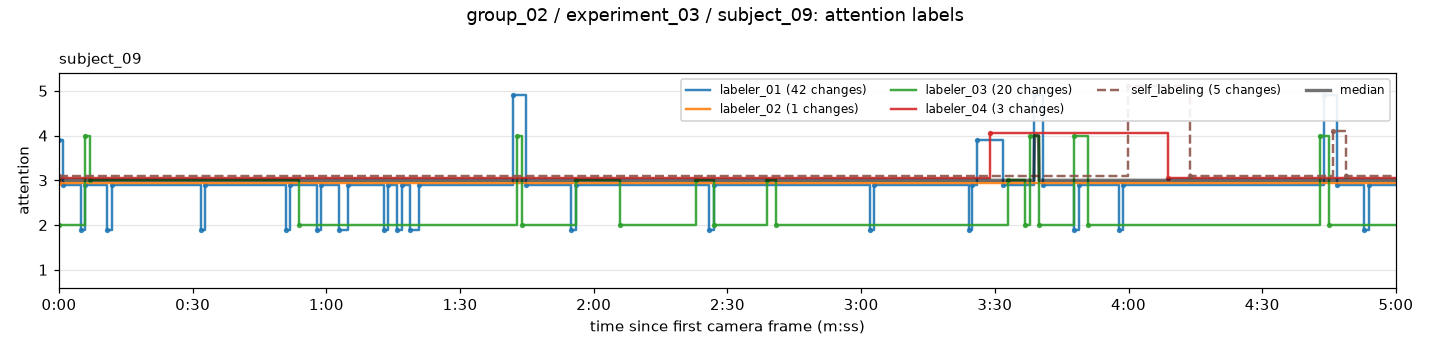 group_02 / experiment_03 / subject_09: attention labels
subject_09
labeler_01 (42 changes)
labeler_02 (1 changes)
labeler_03 (20 changes)
labeler_04 (3 changes)
self_labeling (5 changes)
median
attention
5
4
3
2
1
0:00 0:30 1:00 1:30 2:00 2:30 3:00 3:30 4:00 4:30 5:00
time since first camera frame (m:ss)